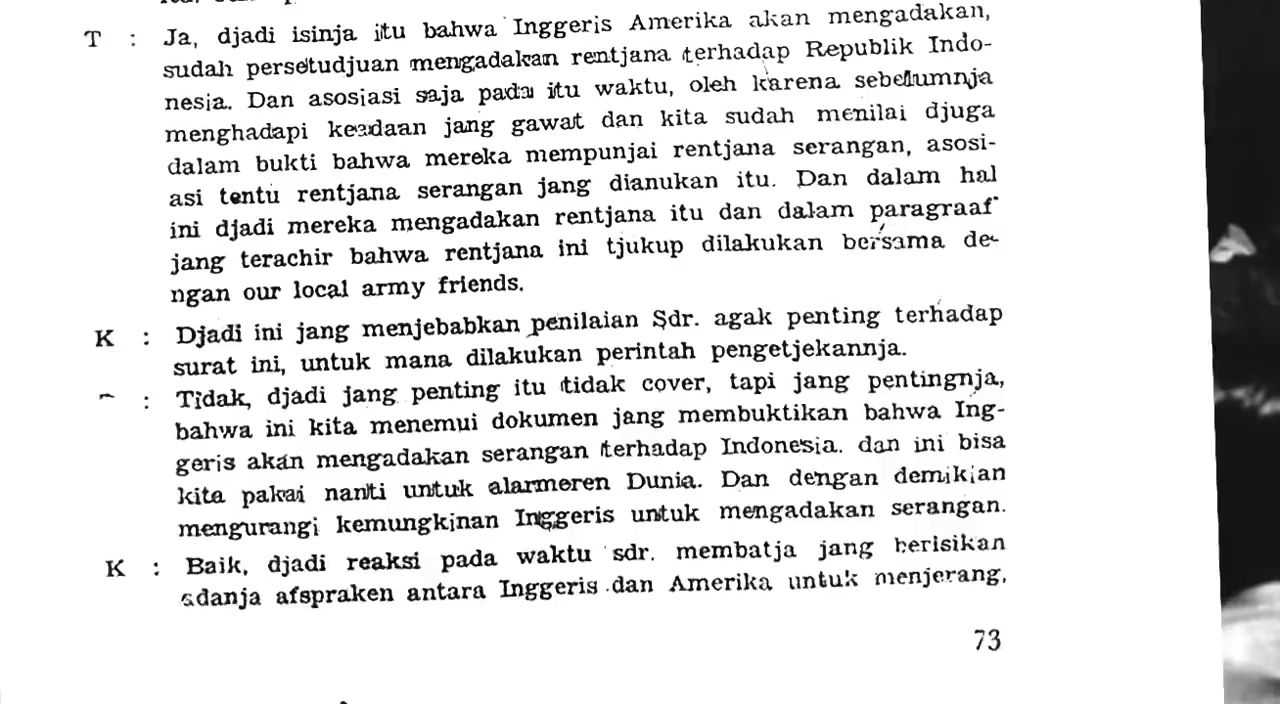 T : Ja, djadi isinja itu bahwa Inggeris Amerika akan mengadakan,
sudah persetudjuan mengadakan rentjana terhadap Republik Indo-
nesia. Dan asosiasi saja pada itu waktu, oleh karena sebelumnja
menghadapi keadaan jang gawat dan kita sudah menilai djuga
dalam bukti bahwa mereka mempunjai rentjana serangan, asosi-
asi tentu rentjana serangan jang dianukan itu. Dan dalam hal
ini djadi mereka mengadakan rentjana itu dan dalam paragraaf
jang terachir bahwa rentjana ini tjukup dilakukan bersama de-
ngan our local army friends.
K : Djadi ini jang menjebabkan penilaian Sdr. agak penting terhadap
surat ini, untuk mana dilakukan perintah pengetjekannja.
: Tidak, djadi jang penting itu tidak cover, tapi jang pentingnja,
bahwa ini kita menemui dokumen jang membuktikan bahwa Ing-
geris akan mengadakan serangan terhadap Indonesia. dan ini bisa
kita pakai nanti untuk alarmeren Dunia. Dan dengan demikian
mengurangi kemungkinan Inggeris untuk mengadakan serangan.
K : Baik, djadi reaksi pada waktu sdr. membatja jang berisikan
adanja afspraken antara Inggeris dan Amerika untuk menjerang,
73